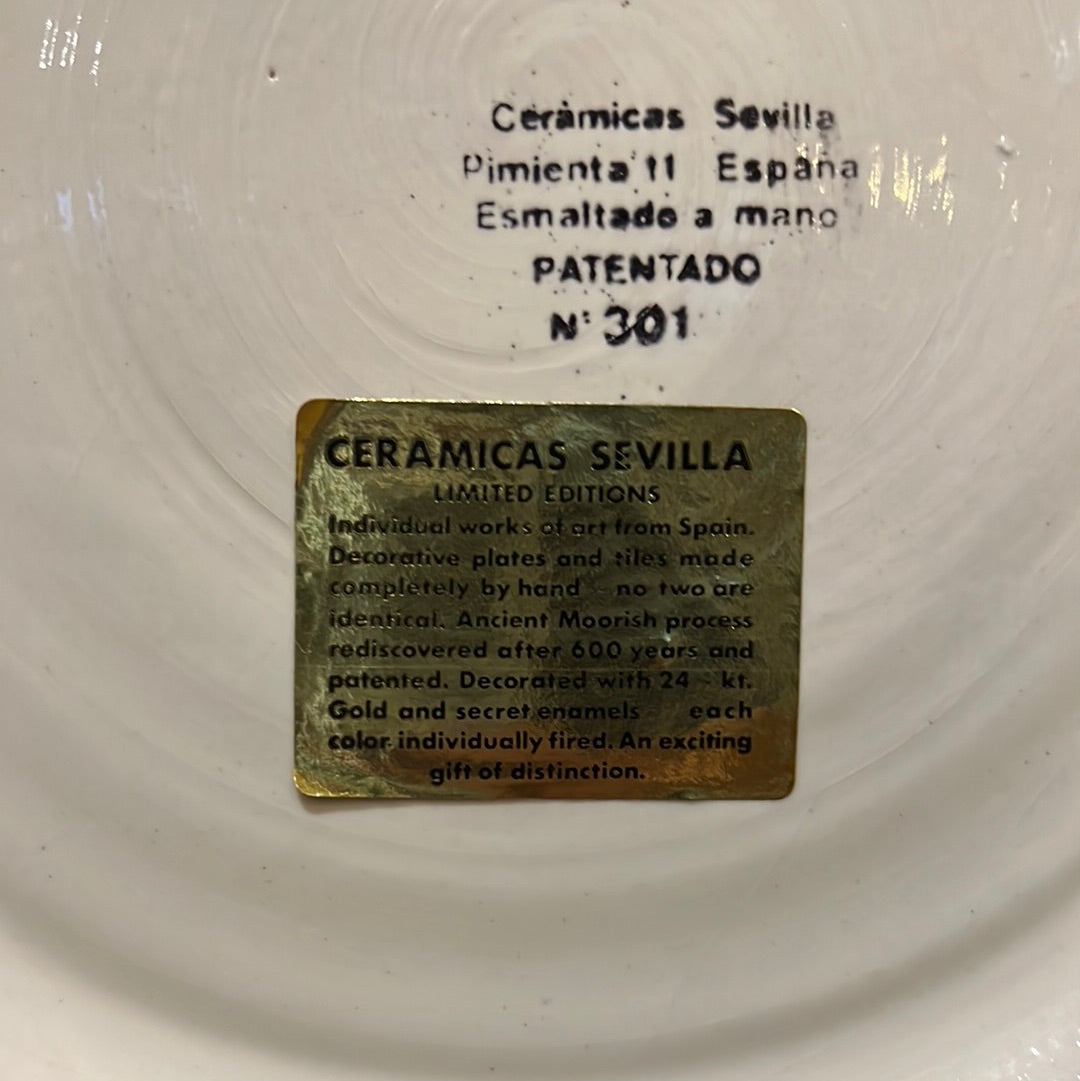 Cerámicas Sevilla
Pimienta 11 España
Esmaltado a mano
PATENTADO
Nº 301
CERAMICAS SEVILLA
LIMITED EDITIONS
Individual works of art from Spain.
Decorative plates and tiles made
completely by hand - no two are
identical. Ancient Moorish process
rediscovered after 600 years and
patented. Decorated with 24 - kt.
Gold and secret enamels - each
color individually fired. An exciting
gift of distinction.